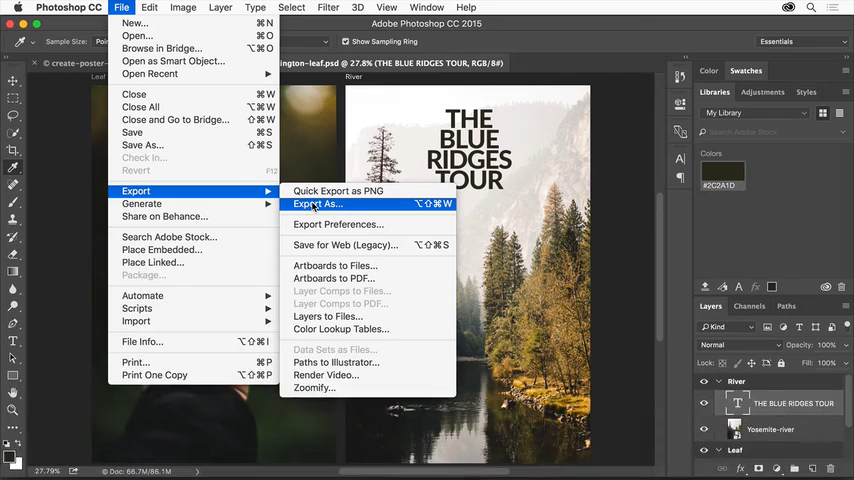 Photoshop CC File Edit Image Layer Type Select Filter 3D View Window Help
Adobe Photoshop CC 2015
Sample Size: Show Sampling Ring Essentials
© create-poster- ington-leaf.psd @ 27.8% (THE BLUE RIDGES TOUR, RGB/8#)
Leaf
River
New... ⌘N
Open... ⌘O
Browse in Bridge... ⌥⌘O
Open as Smart Object...
Open Recent
Close ⌘W
Close All ⌥⌘W
Close and Go to Bridge... ⇧⌘W
Save ⌘S
Save As... ⇧⌘S
Check In...
Revert F12
Export
Generate
Share on Behance...
Search Adobe Stock...
Place Embedded...
Place Linked...
Package...
Automate
Scripts
Import
File Info... ⌥⇧⌘I
Print... ⌘P
Print One Copy ⌥⇧⌘P
Quick Export as PNG
Export As... ⌥⇧⌘W
Export Preferences...
Save for Web (Legacy)... ⌥⇧⌘S
Artboards to Files...
Artboards to PDF...
Layer Comps to Files...
Layer Comps to PDF...
Layers to Files...
Color Lookup Tables...
Data Sets as Files...
Paths to Illustrator...
Render Video...
Zoomify...
THE
BLUE
RIDGES
TOUR
Color Swatches
Libraries Adjustments Styles
My Library
Search Adobe Stock
Colors
#2C2A1D
Layers Channels Paths
Kind
Normal Opacity: 100%
Lock: Fill: 100%
River
T THE BLUE RIDGES TOUR
Yosemite-river
Leaf
27.79% Doc: 66.7M/86.1M